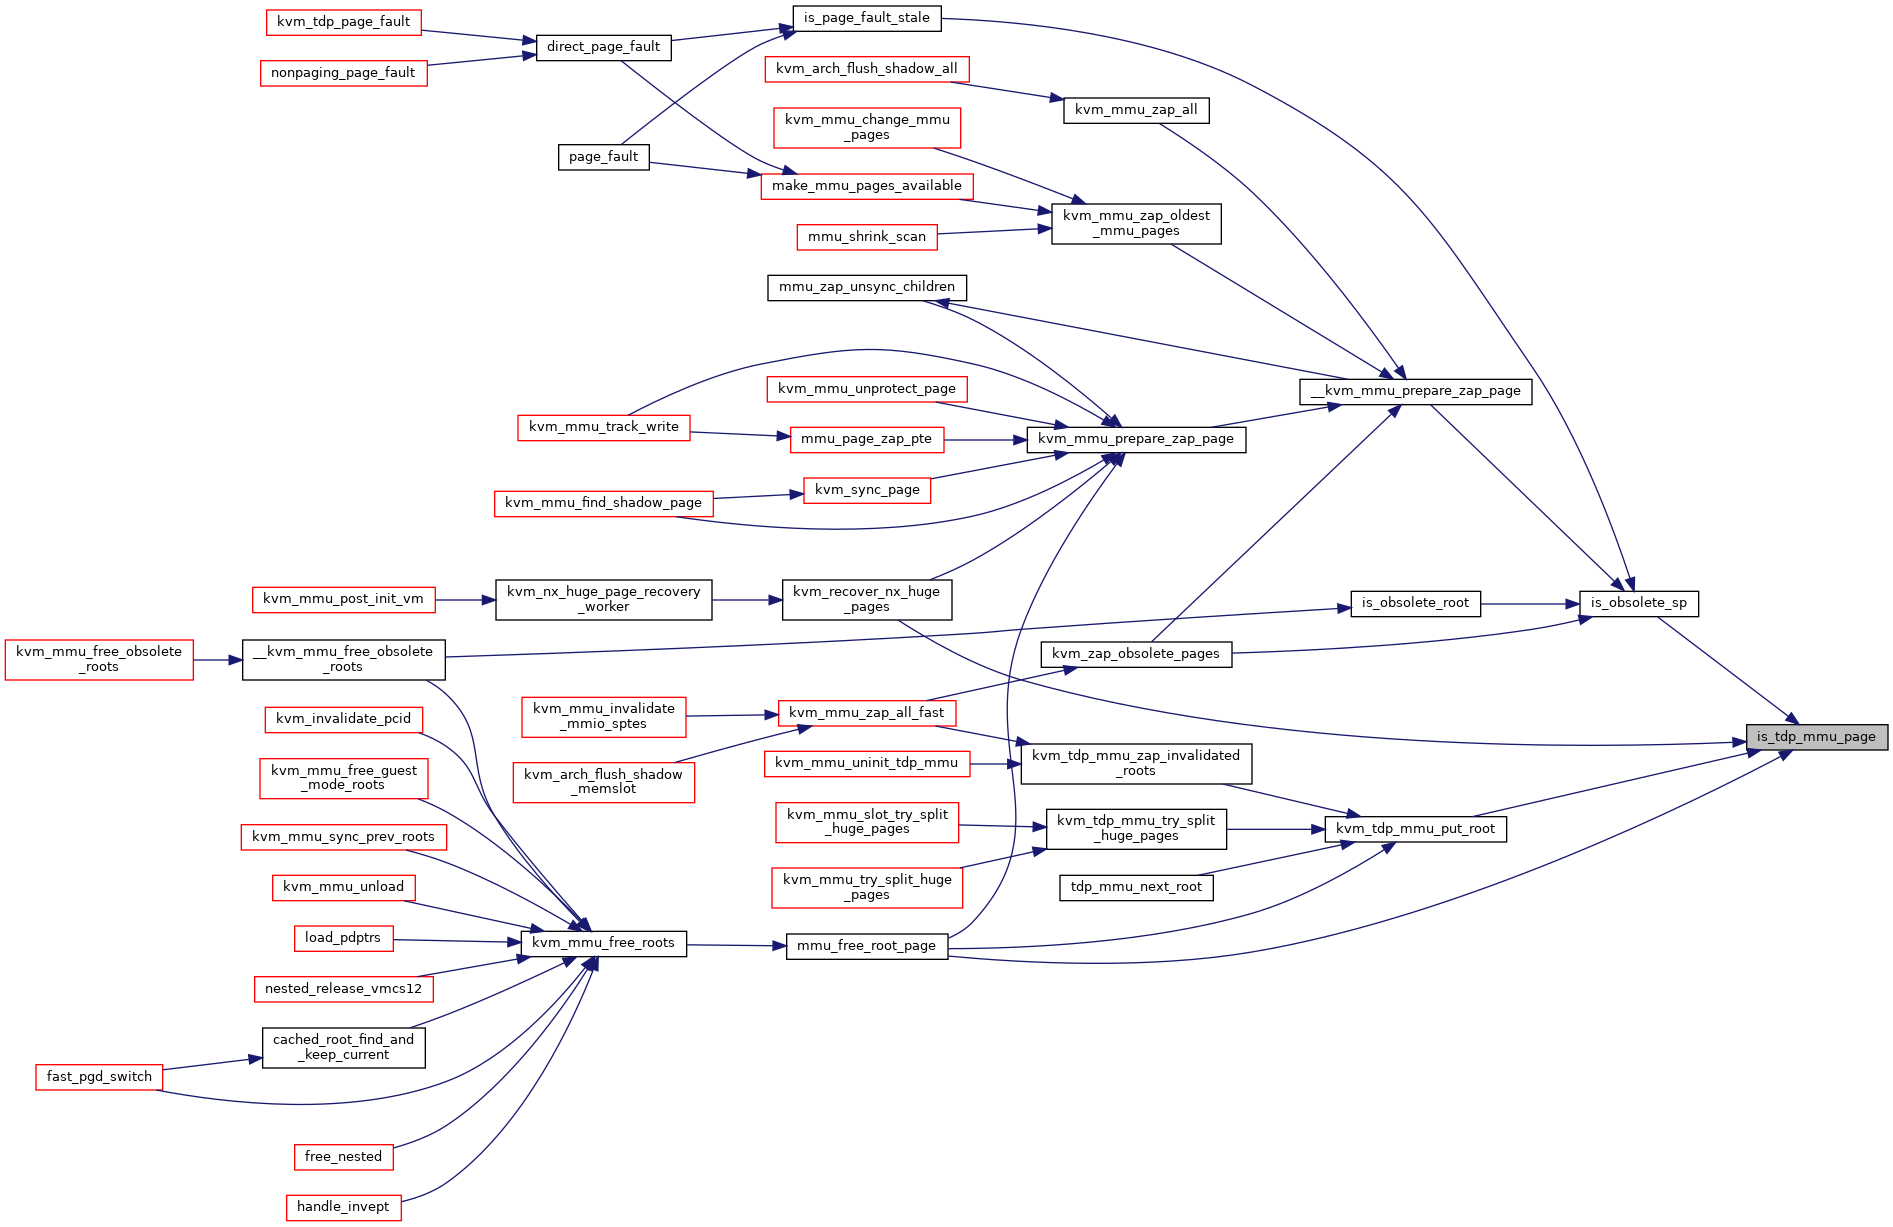 kvm_tdp_page_fault
nonpaging_page_fault
direct_page_fault
is_page_fault_stale
kvm_arch_flush_shadow_all
kvm_mmu_zap_all
kvm_mmu_change_mmu
_pages
page_fault
make_mmu_pages_available
kvm_mmu_zap_oldest
_mmu_pages
mmu_shrink_scan
mmu_zap_unsync_children
kvm_mmu_unprotect_page
__kvm_mmu_prepare_zap_page
kvm_mmu_track_write
mmu_page_zap_pte
kvm_mmu_prepare_zap_page
kvm_sync_page
kvm_mmu_find_shadow_page
kvm_mmu_post_init_vm
kvm_nx_huge_page_recovery
_worker
kvm_recover_nx_huge
_pages
is_obsolete_root
is_obsolete_sp
kvm_mmu_free_obsolete
_roots
__kvm_mmu_free_obsolete
_roots
kvm_zap_obsolete_pages
kvm_invalidate_pcid
kvm_mmu_invalidate
_mmio_sptes
kvm_mmu_zap_all_fast
is_tdp_mmu_page
kvm_mmu_free_guest
_mode_roots
kvm_arch_flush_shadow
_memslot
kvm_mmu_uninit_tdp_mmu
kvm_tdp_mmu_zap_invalidated
_roots
kvm_mmu_sync_prev_roots
kvm_mmu_slot_try_split
_huge_pages
kvm_tdp_mmu_try_split
_huge_pages
kvm_tdp_mmu_put_root
kvm_mmu_unload
kvm_mmu_try_split_huge
_pages
tdp_mmu_next_root
load_pdptrs
kvm_mmu_free_roots
mmu_free_root_page
nested_release_vmcs12
cached_root_find_and
_keep_current
fast_pgd_switch
free_nested
handle_invept